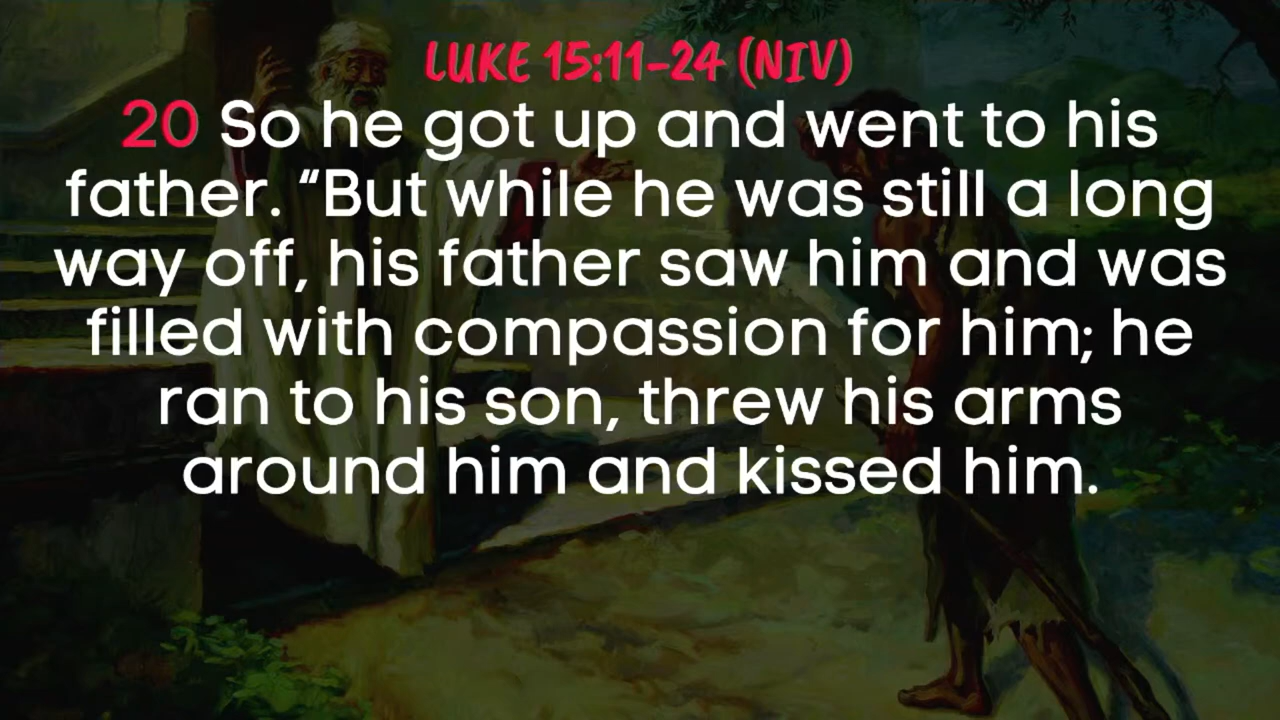 LUKE 15:11-24 (NIV)
20 So he got up and went to his
father. “But while he was still a long
way off, his father saw him and was
filled with compassion for him; he
ran to his son, threw his arms
around him and kissed him.